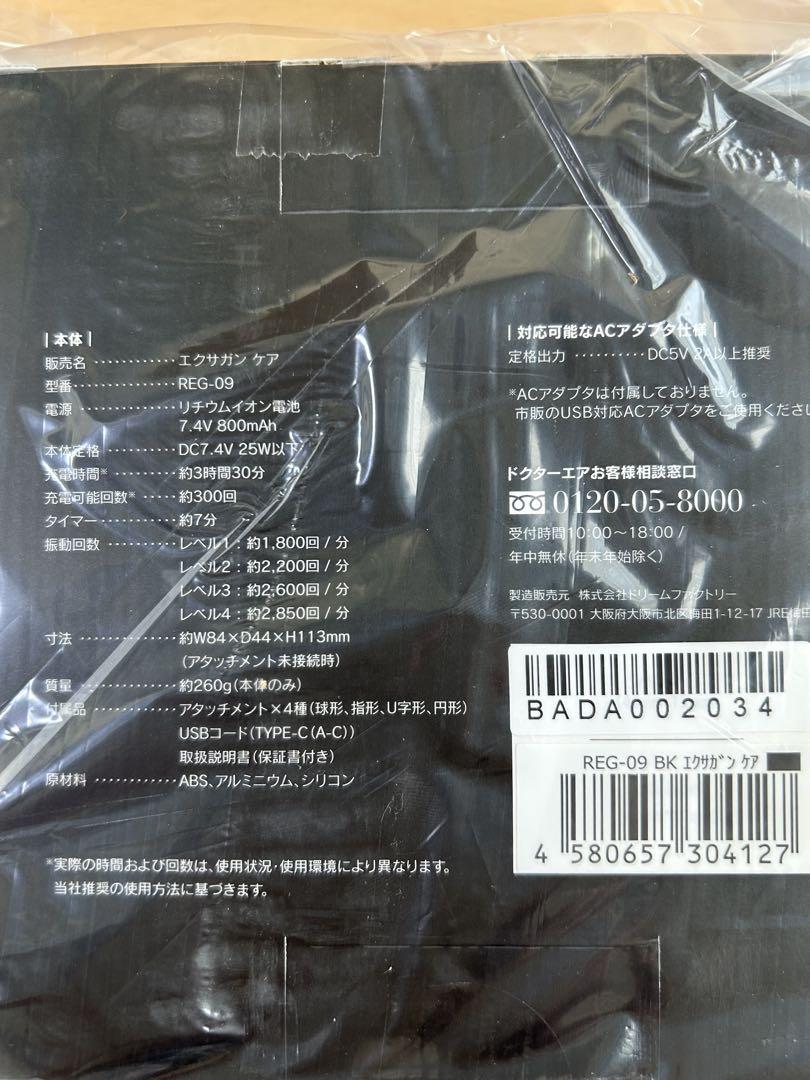 | 本体 |
販売名 ············ エクサガン ケア
型番 ·············· REG-09
電源 ·············· リチウムイオン電池
7.4V 800mAh
本体定格 ·········· DC7.4V 25W以下
充電時間※ ········ 約3時間30分
充電可能回数※ ···· 約300回
タイマー ·········· 約7分
振動回数 ·········· レベル1 : 約1,800回 / 分
レベル2 : 約2,200回 / 分
レベル3 : 約2,600回 / 分
レベル4 : 約2,850回 / 分
寸法 ·············· 約W84×D44×H113mm
(アタッチメント未接続時)
質量 ·············· 約260g(本体のみ)
付属品 ············ アタッチメント×4種(球形、指形、U字形、円形)
USBコード(TYPE-C(A-C))
取扱説明書(保証書付き)
原材料 ············ ABS、アルミニウム、シリコン
※実際の時間および回数は、使用状況・使用環境により異なります。
当社推奨の使用方法に基づきます。
| 対応可能なACアダプタ仕様 |
定格出力 ·········· DC5V 2A以上推奨
※ACアダプタは付属しておりません。
市販のUSB対応ACアダプタをご使用ください
ドクターエアお客様相談窓口
0120-05-8000
受付時間10:00〜18:00 /
年中無休(年末年始除く)
製造販売元 株式会社ドリームファクトリー
〒530-0001 大阪府大阪市北区梅田1-12-17 JRE梅田
BADA002034
REG-09 BK エクサガン ケア
4 580657 304127